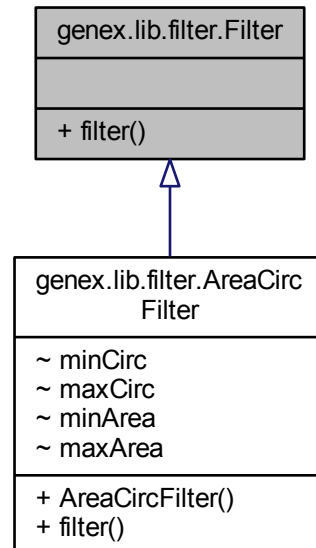 genex.lib.filter.Filter
+ filter()
genex.lib.filter.AreaCirc
Filter
~ minCirc
~ maxCirc
~ minArea
~ maxArea
+ AreaCircFilter()
+ filter()